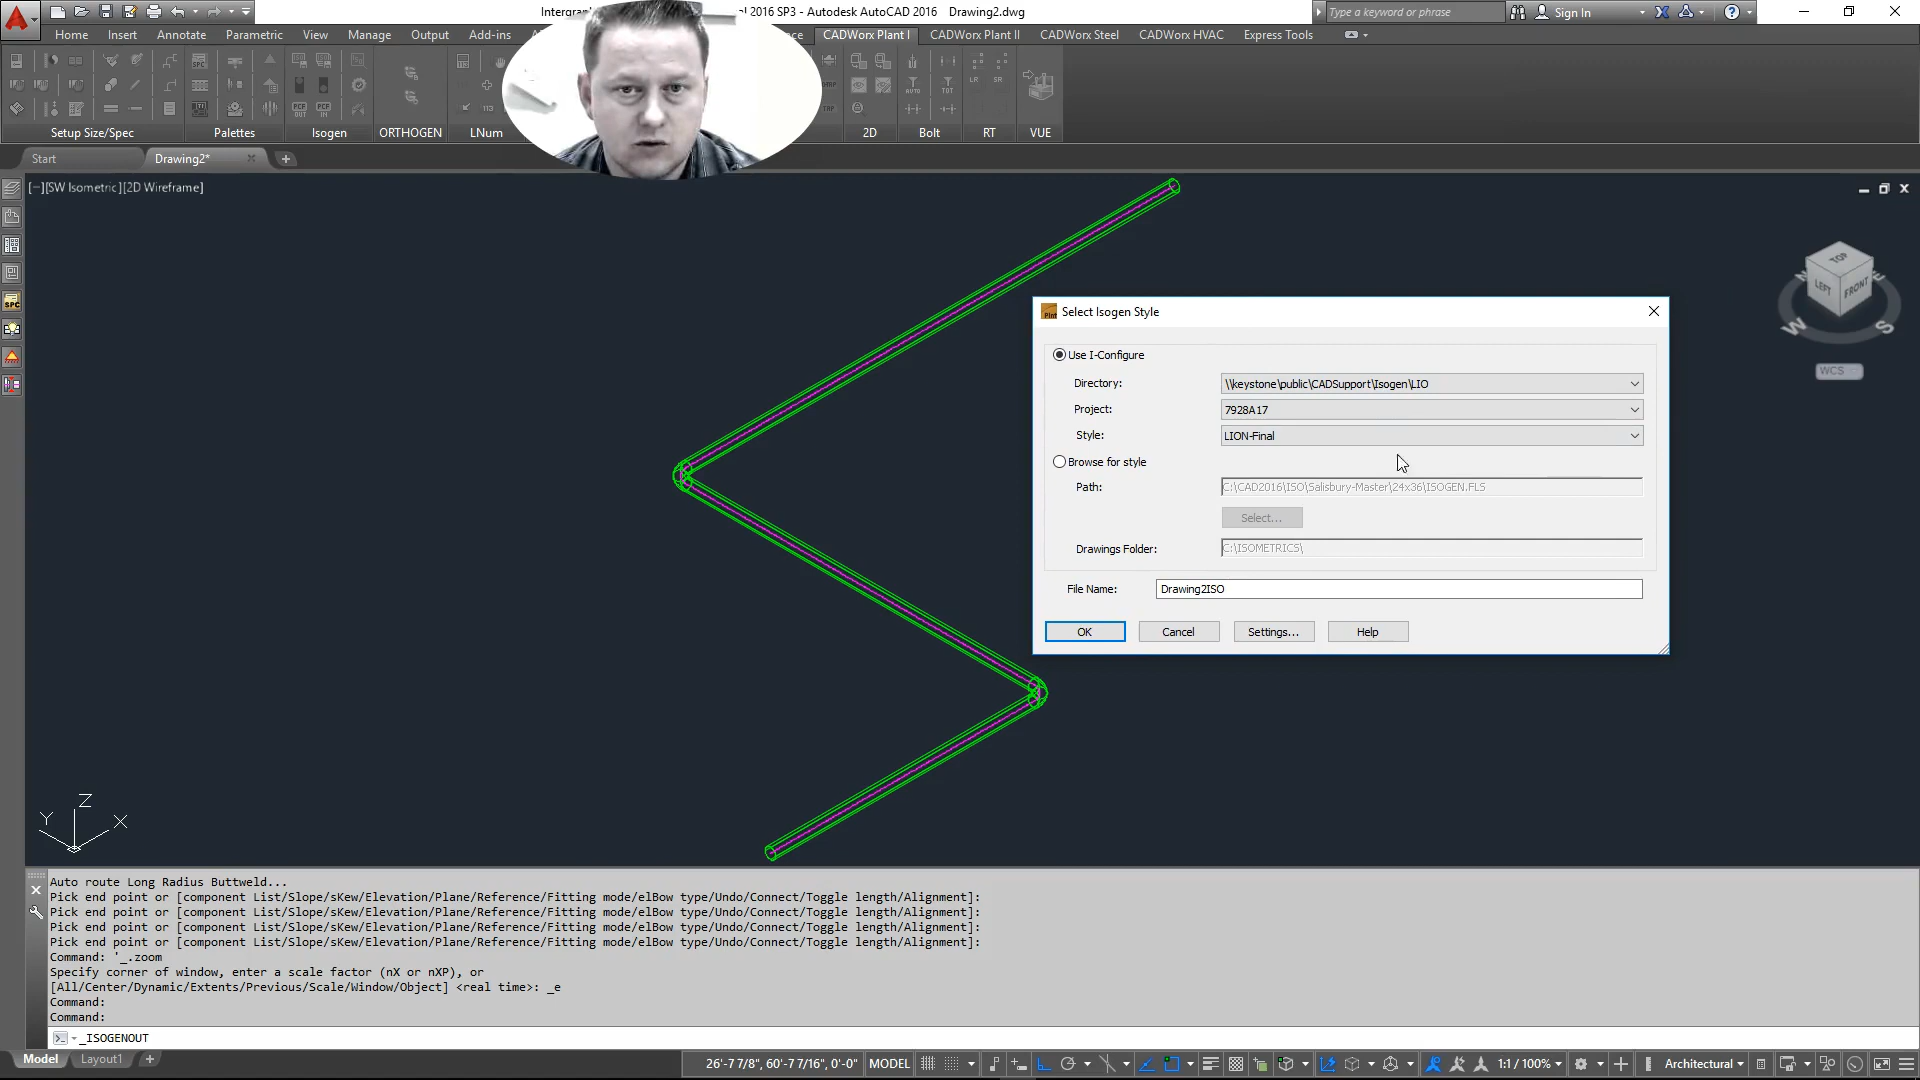 Intergraph
al 2016 SP3 - Autodesk AutoCAD 2016 Drawing2.dwg
Type a keyword or phrase
Sign In
Home Insert Annotate Parametric View Manage Output Add-ins
CADWorx Plant I CADWorx Plant II CADWorx Steel CADWorx HVAC Express Tools
Setup Size/Spec Palettes Isogen ORTHOGEN LNum 2D Bolt RT VUE
Start Drawing2*
[−][SW Isometric][2D Wireframe]
TOP
LEFT
FRONT
W
S
WCS
Select Isogen Style
Use I-Configure
Directory: \\keystone\public\CADSupport\Isogen\LIO
Project: 7928A17
Style: LION-Final
Browse for style
Path: C:\CAD2016\ISO\Salisbury-Master\24x36\ISOGEN.FLS
Select...
Drawings Folder: C:\ISOMETRICS\
File Name: Drawing2ISO
OK Cancel Settings... Help
Z
Y
X
Auto route Long Radius Buttweld...
Pick end point or [component List/Slope/sKew/Elevation/Plane/Reference/Fitting mode/elBow type/Undo/Connect/Toggle length/Alignment]:
Pick end point or [component List/Slope/sKew/Elevation/Plane/Reference/Fitting mode/elBow type/Undo/Connect/Toggle length/Alignment]:
Pick end point or [component List/Slope/sKew/Elevation/Plane/Reference/Fitting mode/elBow type/Undo/Connect/Toggle length/Alignment]:
Pick end point or [component List/Slope/sKew/Elevation/Plane/Reference/Fitting mode/elBow type/Undo/Connect/Toggle length/Alignment]:
Command: '_.zoom
Specify corner of window, enter a scale factor (nX or nXP), or
[All/Center/Dynamic/Extents/Previous/Scale/Window/Object] <real time>: _e
Command:
Command:
_ISOGENOUT
Model Layout1
26'-7 7/8", 60'-7 7/16", 0'-0" MODEL
1:1 / 100%
Architectural